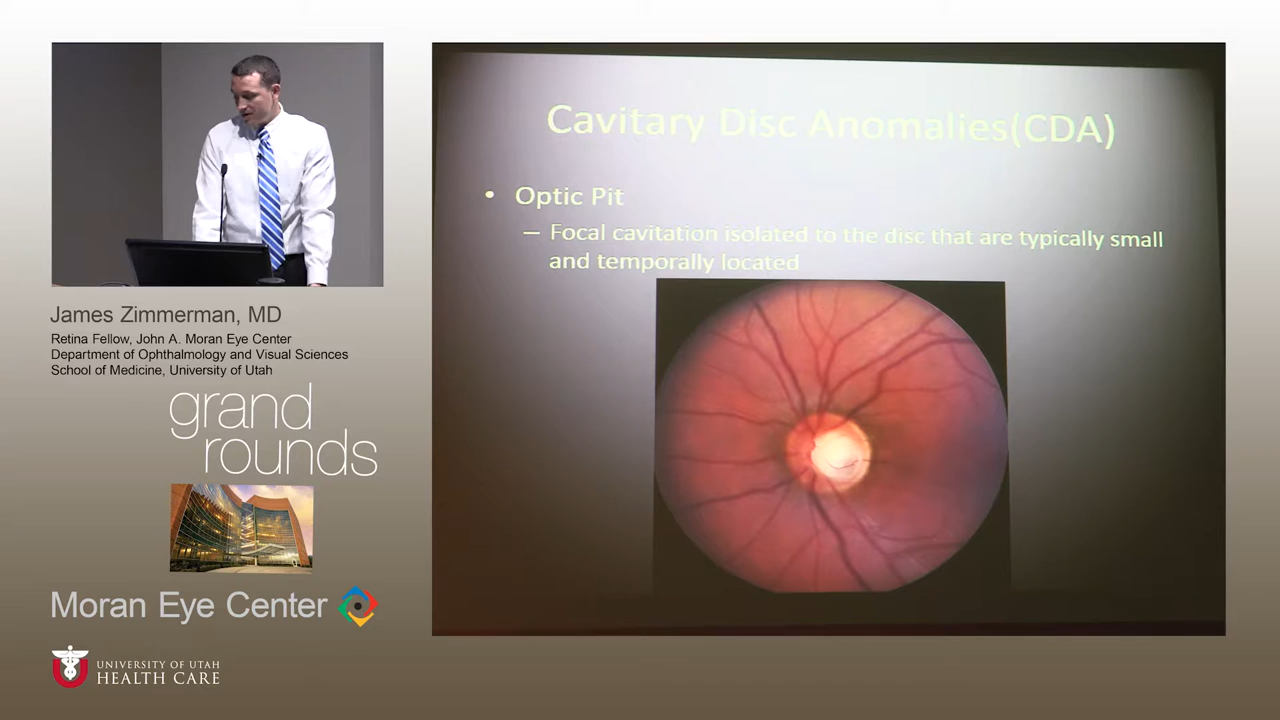 Cavitary Disc Anomalies(CDA)
• Optic Pit
– Focal cavitation isolated to the disc that are typically small
and temporally located
James Zimmerman, MD
Retina Fellow, John A. Moran Eye Center
Department of Ophthalmology and Visual Sciences
School of Medicine, University of Utah
grand
rounds
Moran Eye Center
UNIVERSITY OF UTAH
HEALTH CARE